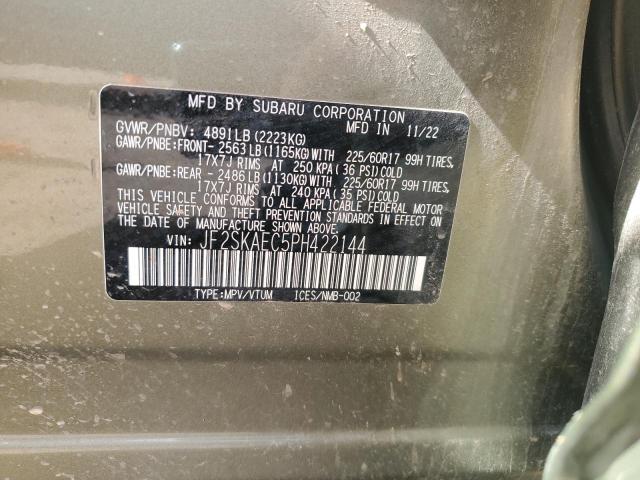 MFD BY SUBARU CORPORATION
GVWR/PNBV: 4891LB (2223KG) MFD IN 11/22
GAWR/PNBE:FRONT- 2563 LB (1165KG) WITH 225/60R17 99H TIRES,
17X7J RIMS AT 250 KPA (36 PSI) COLD
GAWR/PNBE:REAR - 2486 LB (1130KG) WITH 225/60R17 99H TIRES,
17X7J RIMS AT 240 KPA (35 PSI) COLD
THIS VEHICLE CONFORMS TO ALL APPLICABLE FEDERAL MOTOR
VEHICLE SAFETY AND THEFT PREVENTION STANDARDS IN EFFECT
ON THE DATE OF MANUFACTURE SHOWN ABOVE.
VIN: JF2SKAEC5PH422144
TYPE:MPV/VTUM ICES/NMB-002